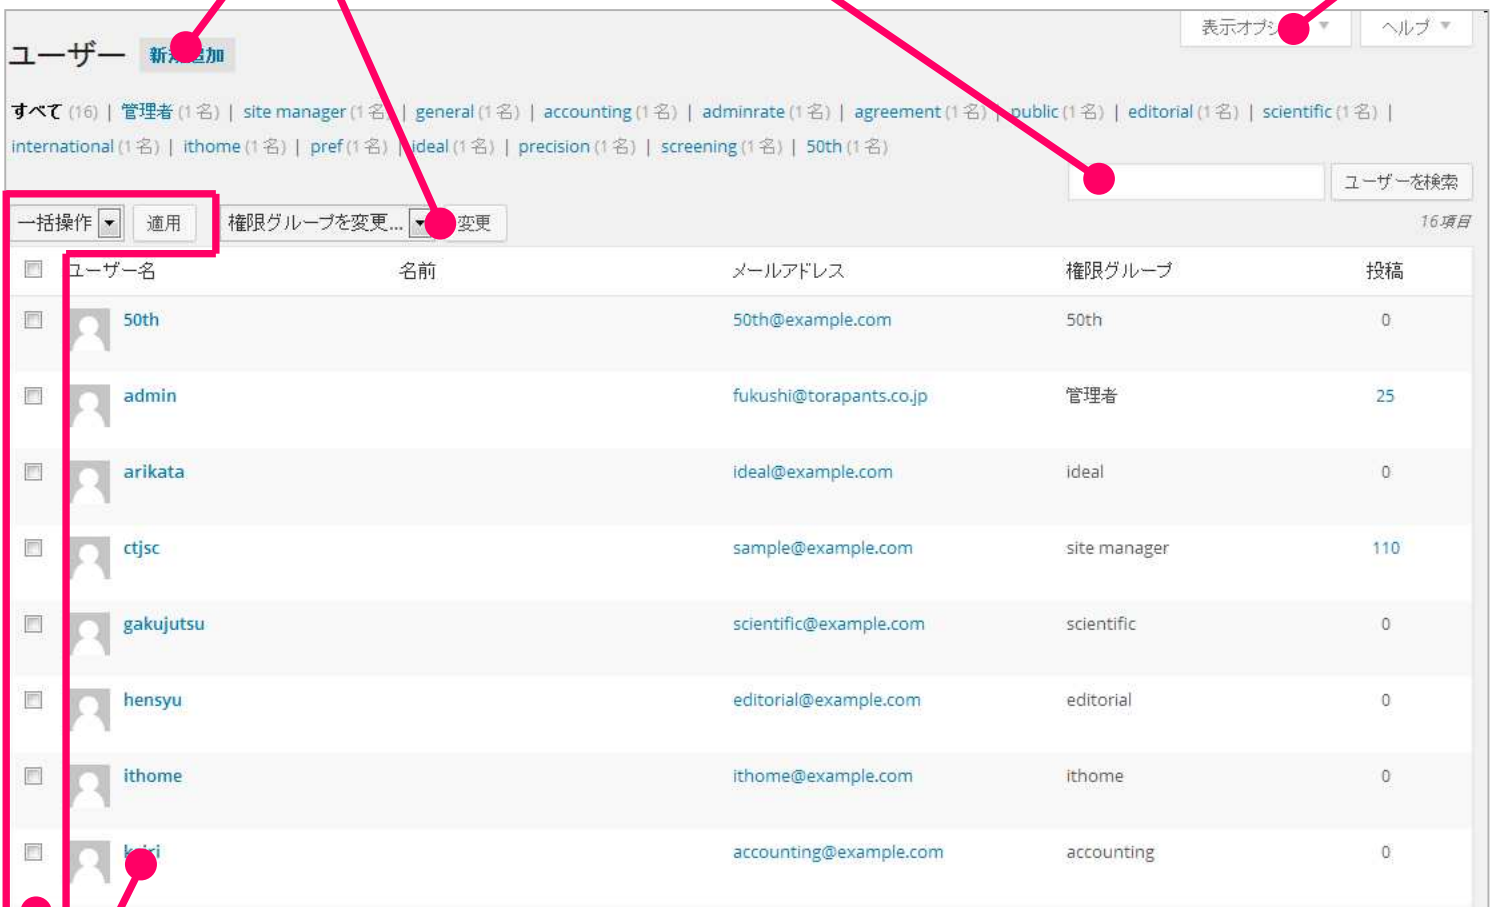 表示オプシ ▼ ヘルプ ▼
ユーザー 新規追加
すべて (16) | 管理者 (1名) | site manager (1名) | general (1名) | accounting (1名) | adminrate (1名) | agreement (1名) | public (1名) | editorial (1名) | scientific (1名) |
international (1名) | ithome (1名) | pref (1名) | ideal (1名) | precision (1名) | screening (1名) | 50th (1名)
ユーザーを検索
一括操作 適用 権限グループを変更... 変更 16項目
ユーザー名 名前 メールアドレス 権限グループ 投稿
50th 50th@example.com 50th 0
admin fukushi@torapants.co.jp 管理者 25
arikata ideal@example.com ideal 0
ctjsc sample@example.com site manager 110
gakujutsu scientific@example.com scientific 0
hensyu editorial@example.com editorial 0
ithome ithome@example.com ithome 0
accounting@example.com accounting 0